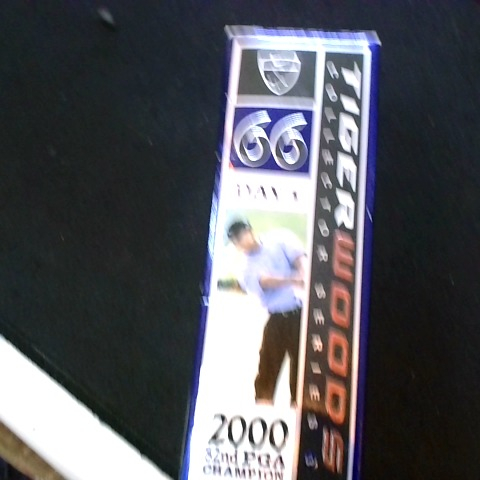 66
DAY 1
2000
82nd PGA
CHAMPION
TIGER WOODS
COLLECTOR SERIES